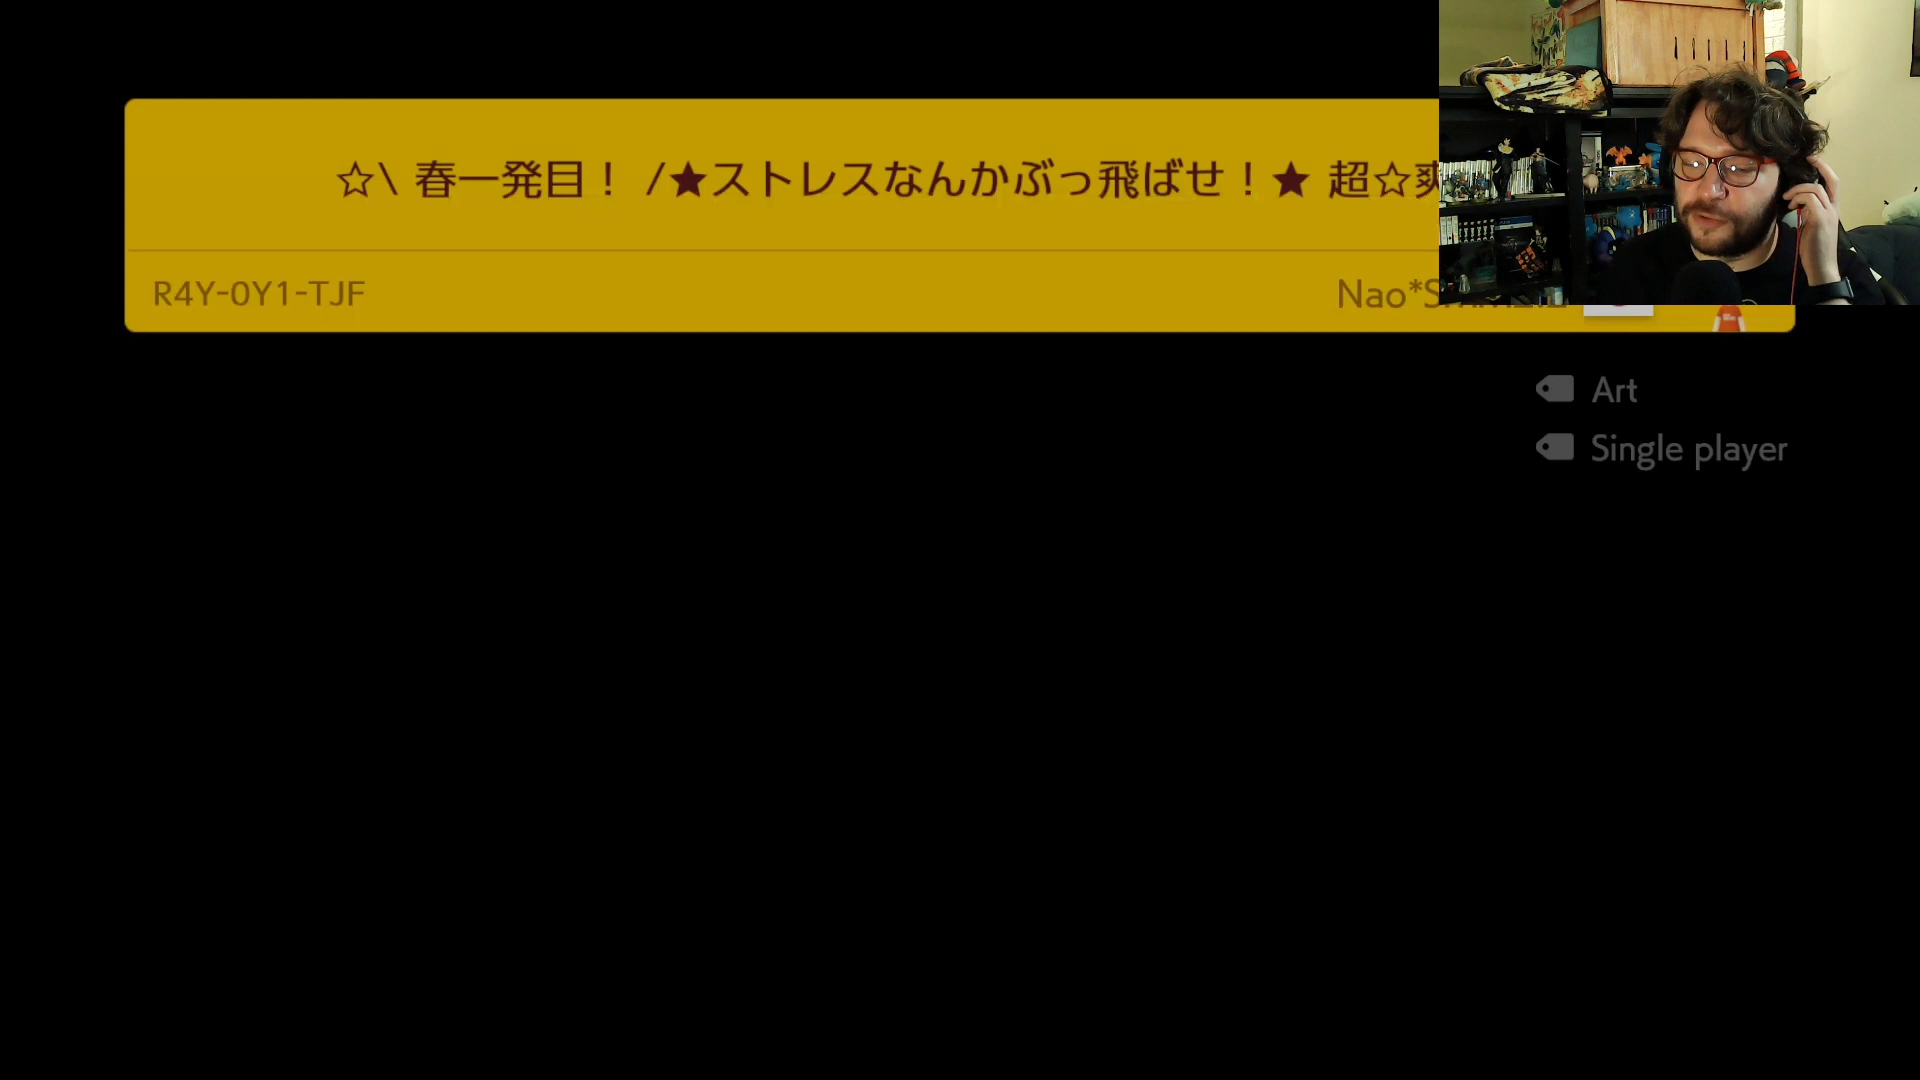 ☆\ 春一発目！ /★ストレスなんかぶっ飛ばせ！★ 超☆爽
R4Y-0Y1-TJF
Nao*S
Art
Single player